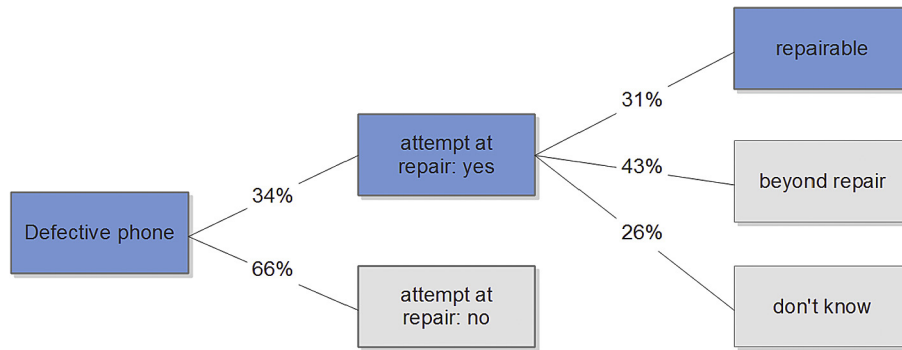 Defective phone
34%
66%
attempt at
repair: yes
attempt at
repair: no
31%
43%
26%
repairable
beyond repair
don't know